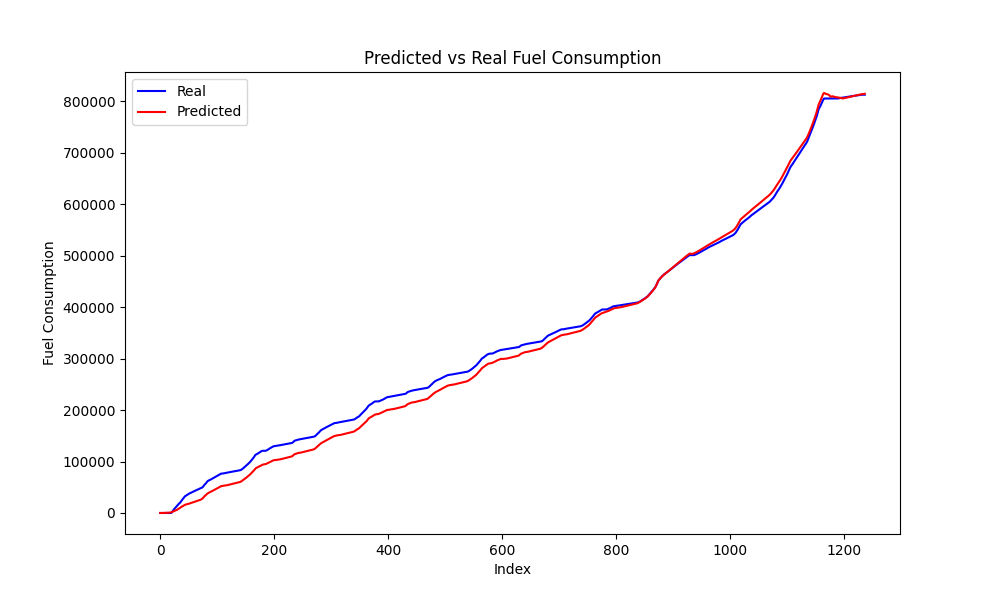 Predicted vs Real Fuel Consumption
Real
Predicted
Fuel Consumption
800000
700000
600000
500000
400000
300000
200000
100000
0
0 200 400 600 800 1000 1200
Index